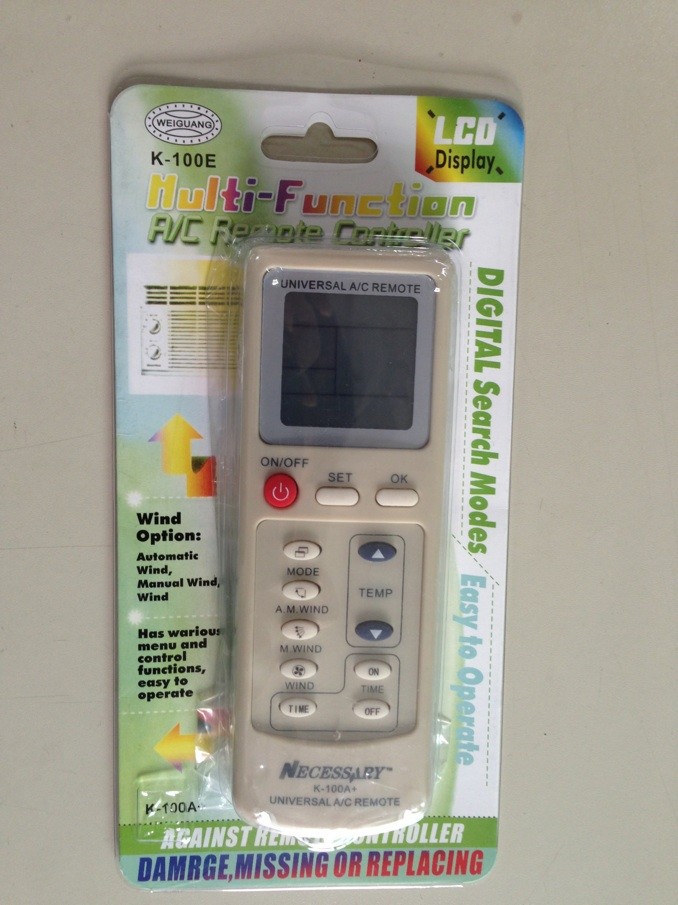 WEIGUANG
K-100E
LCD
Display
Multi-Function
A/C Remote Controller
UNIVERSAL A/C REMOTE
DIGITAL Search Modes
Easy to Operate
ON/OFF
SET
OK
Wind
Option:
Automatic
Wind,
Manual Wind,
Wind
Has warious
menu and
control
functions,
easy to
operate
MODE
A.M.WIND
M.WIND
WIND
TIME
TEMP
ON
TIME
OFF
NECESSARY™
K-100A+
UNIVERSAL A/C REMOTE
K-100A+
AGAINST REMOTE CONTROLLER
DAMRGE,MISSING OR REPLACING